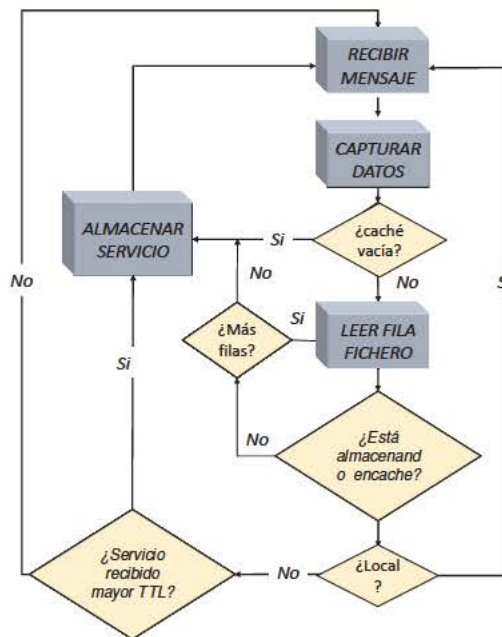 RECIBIR
MENSAJE
CAPTURAR
DATOS
ALMACENAR
SERVICIO
Si
¿caché
vacía?
No
No
No
¿Más
filas?
Si
LEER FILA
FICHERO
Si
No
¿Está
almacenand
o encache?
¿Servicio
recibido
mayor TTL?
No
¿Local
?